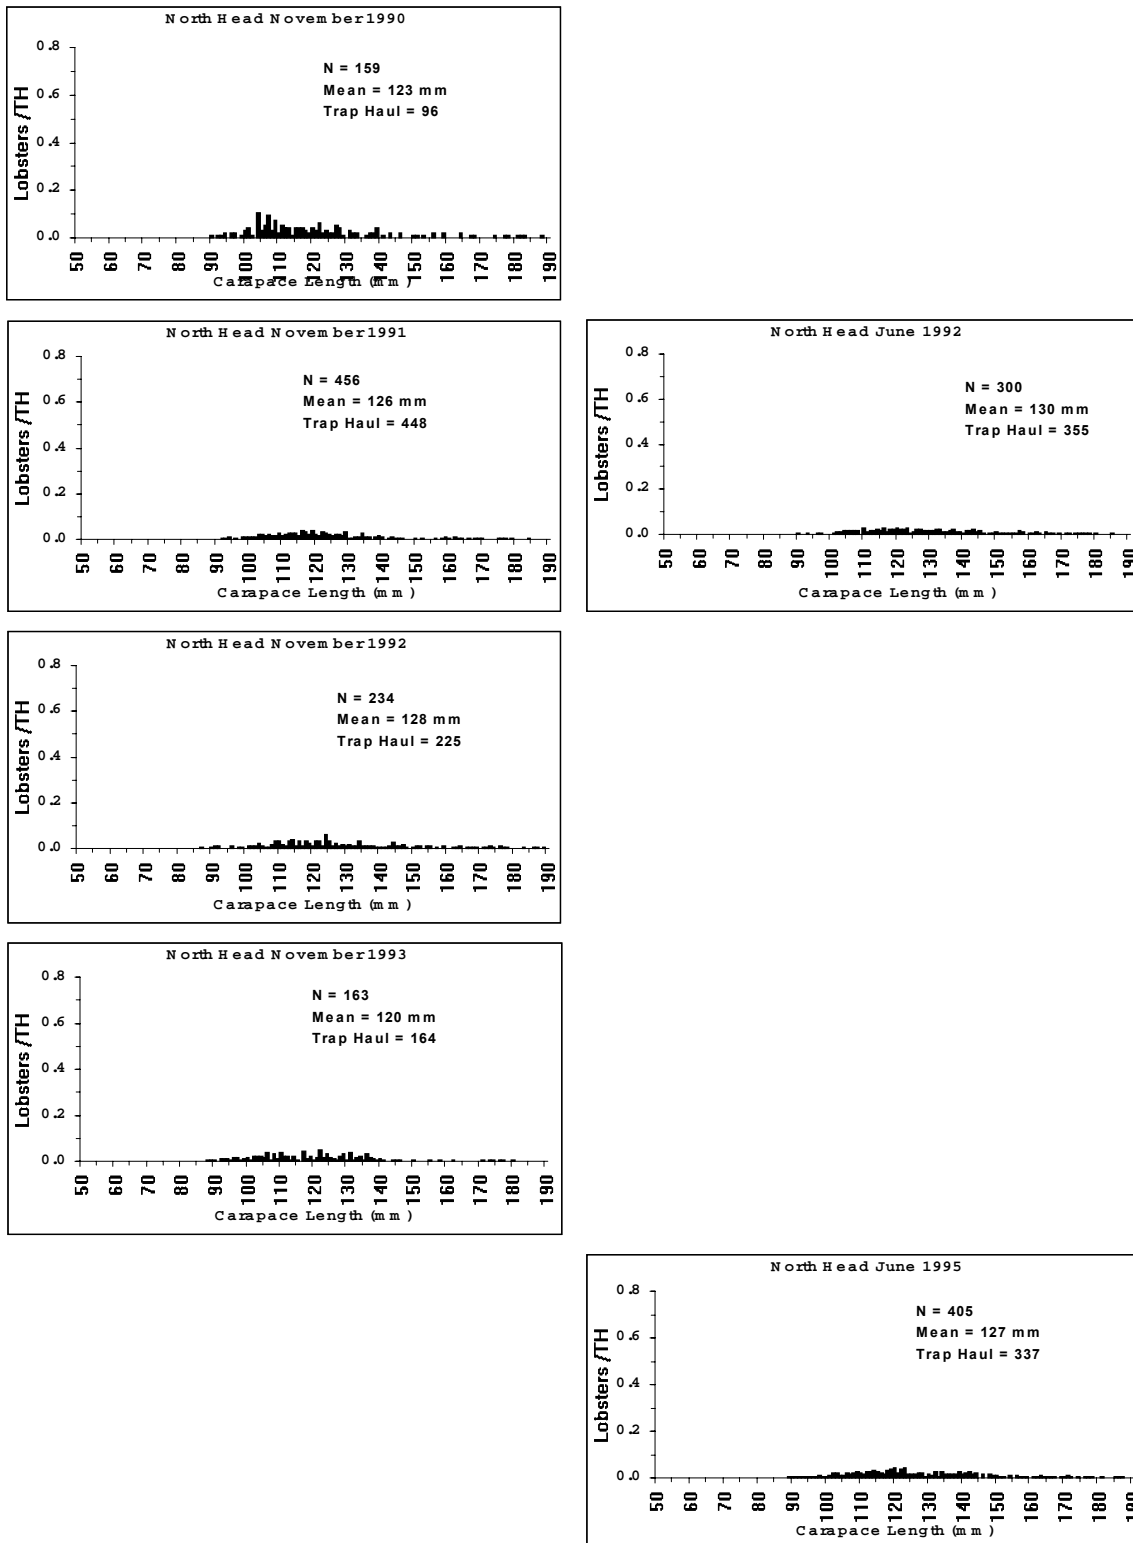 North Head November 1990
N = 159
Mean = 123 mm
Trap Haul = 96
Lobsters /TH
0.8
0.6
0.4
0.2
0.0
50 60 70 80 90 100 110 120 130 140 150 160 170 180 190
Carapace Length (mm)
North Head November 1991
N = 456
Mean = 126 mm
Trap Haul = 448
Lobsters /TH
0.8
0.6
0.4
0.2
0.0
50 60 70 80 90 100 110 120 130 140 150 160 170 180 190
Carapace Length (mm)
North Head June 1992
N = 300
Mean = 130 mm
Trap Haul = 355
Lobsters /TH
0.8
0.6
0.4
0.2
0.0
50 60 70 80 90 100 110 120 130 140 150 160 170 180 190
Carapace Length (mm)
North Head November 1992
N = 234
Mean = 128 mm
Trap Haul = 225
Lobsters /TH
0.8
0.6
0.4
0.2
0.0
50 60 70 80 90 100 110 120 130 140 150 160 170 180 190
Carapace Length (mm)
North Head November 1993
N = 163
Mean = 120 mm
Trap Haul = 164
Lobsters /TH
0.8
0.6
0.4
0.2
0.0
50 60 70 80 90 100 110 120 130 140 150 160 170 180 190
Carapace Length (mm)
North Head June 1995
N = 405
Mean = 127 mm
Trap Haul = 337
Lobsters /TH
0.8
0.6
0.4
0.2
0.0
50 60 70 80 90 100 110 120 130 140 150 160 170 180 190
Carapace Length (mm)